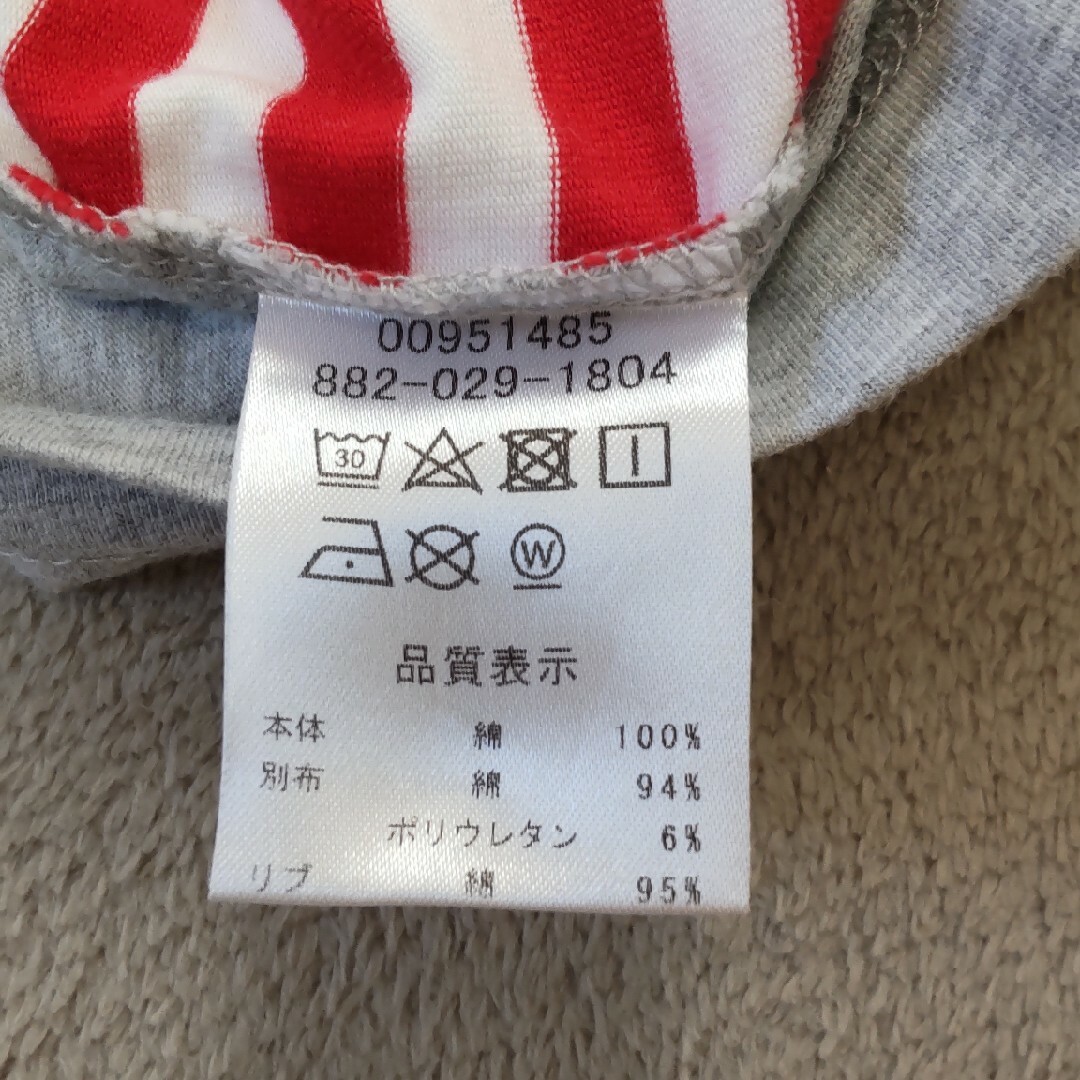 00951485
882-029-1804
30
W
品質表示
本体 綿 100%
別布 綿 94%
ポリウレタン 6%
リブ 綿 95%